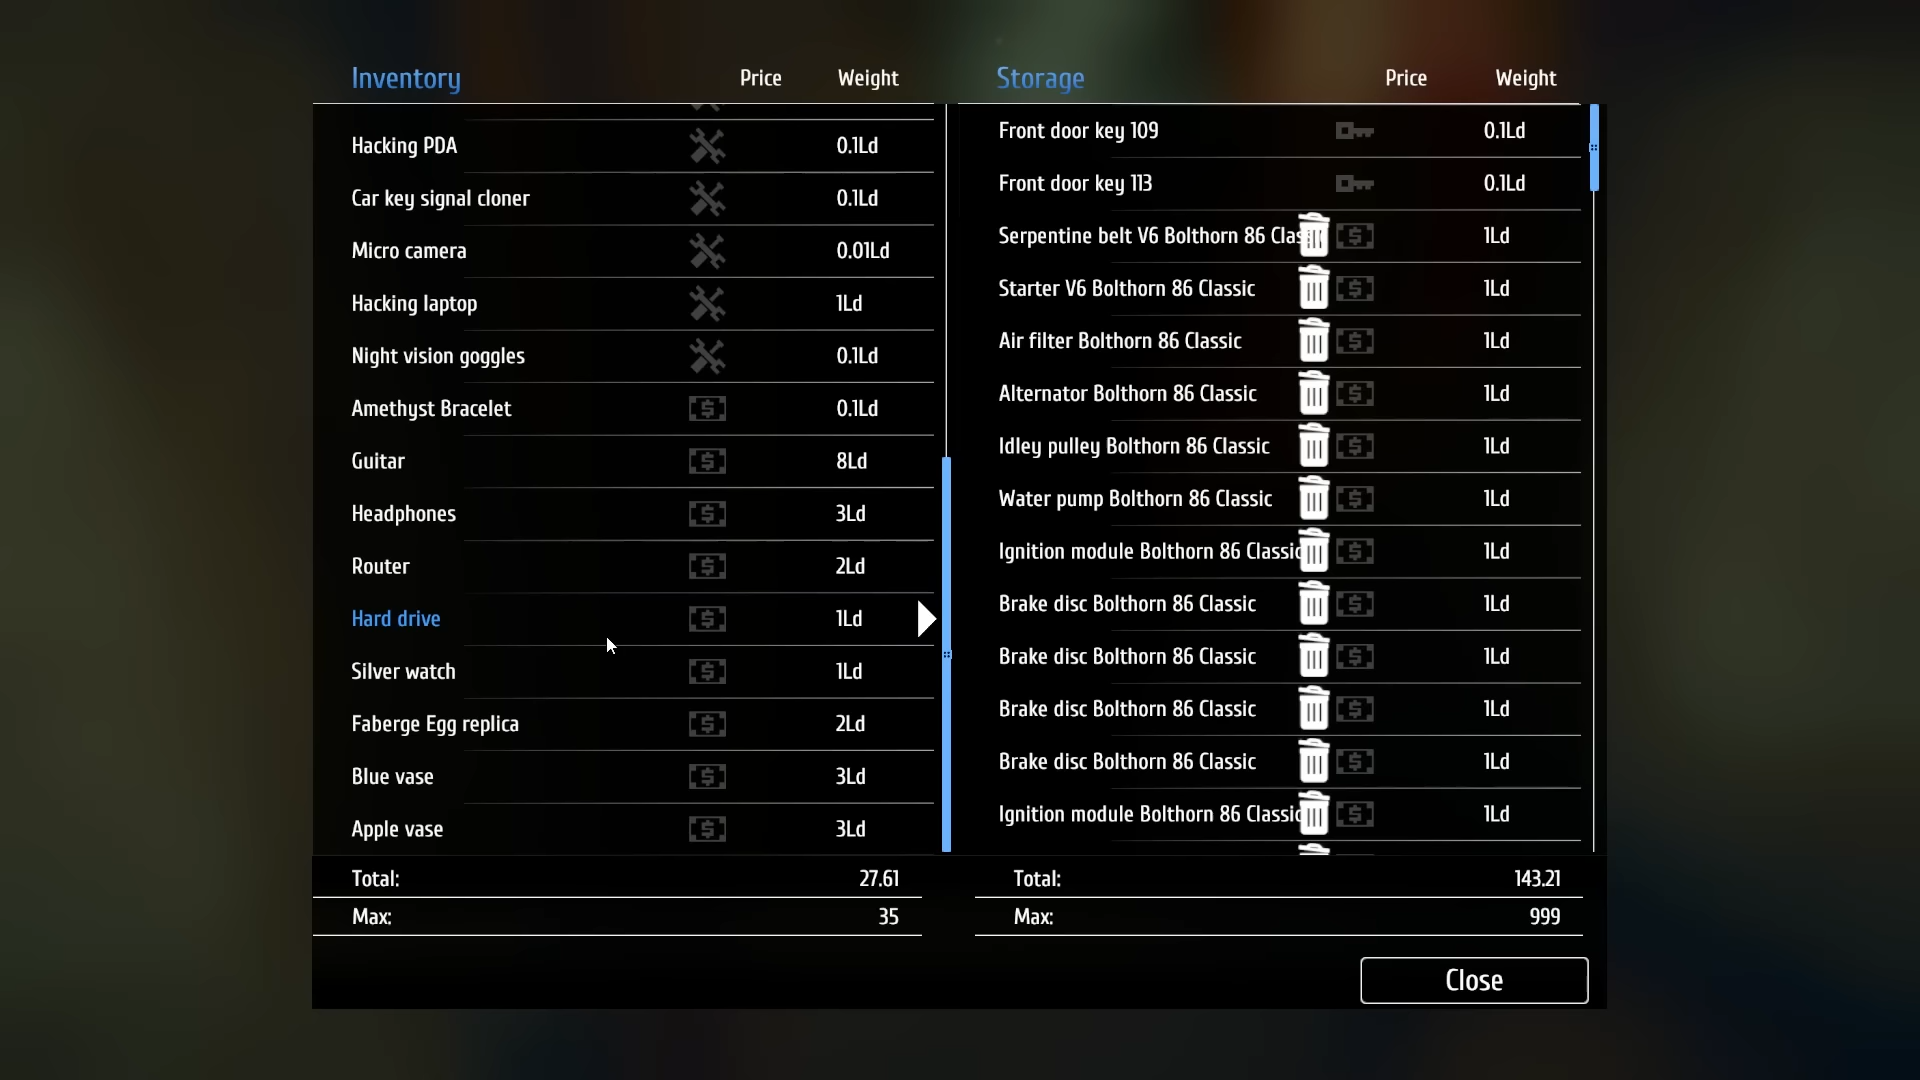 Inventory Price Weight
Hacking PDA 0.1Ld
Car key signal cloner 0.1Ld
Micro camera 0.01Ld
Hacking laptop 1Ld
Night vision goggles 0.1Ld
Amethyst Bracelet 0.1Ld
Guitar 8Ld
Headphones 3Ld
Router 2Ld
Hard drive 1Ld
Silver watch 1Ld
Faberge Egg replica 2Ld
Blue vase 3Ld
Apple vase 3Ld
Total: 27.61
Max: 35
Storage Price Weight
Front door key 109 0.1Ld
Front door key 113 0.1Ld
Serpentine belt V6 Bolthorn 86 Clas 1Ld
Starter V6 Bolthorn 86 Classic 1Ld
Air filter Bolthorn 86 Classic 1Ld
Alternator Bolthorn 86 Classic 1Ld
Idley pulley Bolthorn 86 Classic 1Ld
Water pump Bolthorn 86 Classic 1Ld
Ignition module Bolthorn 86 Classic 1Ld
Brake disc Bolthorn 86 Classic 1Ld
Brake disc Bolthorn 86 Classic 1Ld
Brake disc Bolthorn 86 Classic 1Ld
Brake disc Bolthorn 86 Classic 1Ld
Ignition module Bolthorn 86 Classic 1Ld
Total: 143.21
Max: 999
Close